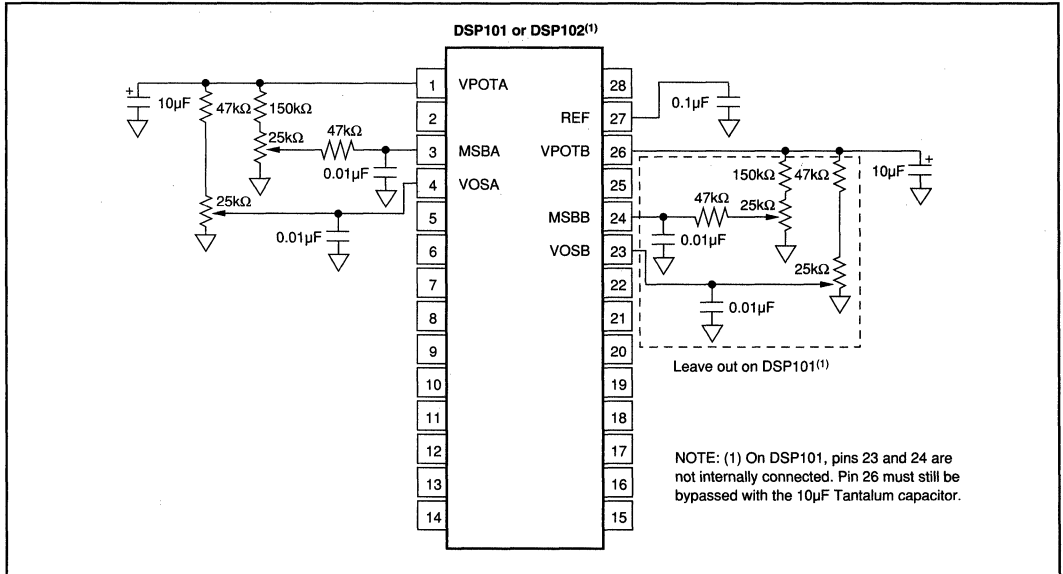 DSP101 or DSP102(1)
1 VPOTA
2
3 MSBA
4 VOSA
5
6
7
8
9
10
11
12
13
14
28
REF 27
VPOTB 26
25
MSBB 24
VOSB 23
22
21
20
19
18
17
16
15
+
10µF
47kΩ
150kΩ
25kΩ
47kΩ
0.01µF
25kΩ
0.01µF
0.1µF
+
10µF
150kΩ
47kΩ
47kΩ
25kΩ
0.01µF
25kΩ
0.01µF
Leave out on DSP101(1)
NOTE: (1) On DSP101, pins 23 and 24 are
not internally connected. Pin 26 must still be
bypassed with the 10µF Tantalum capacitor.